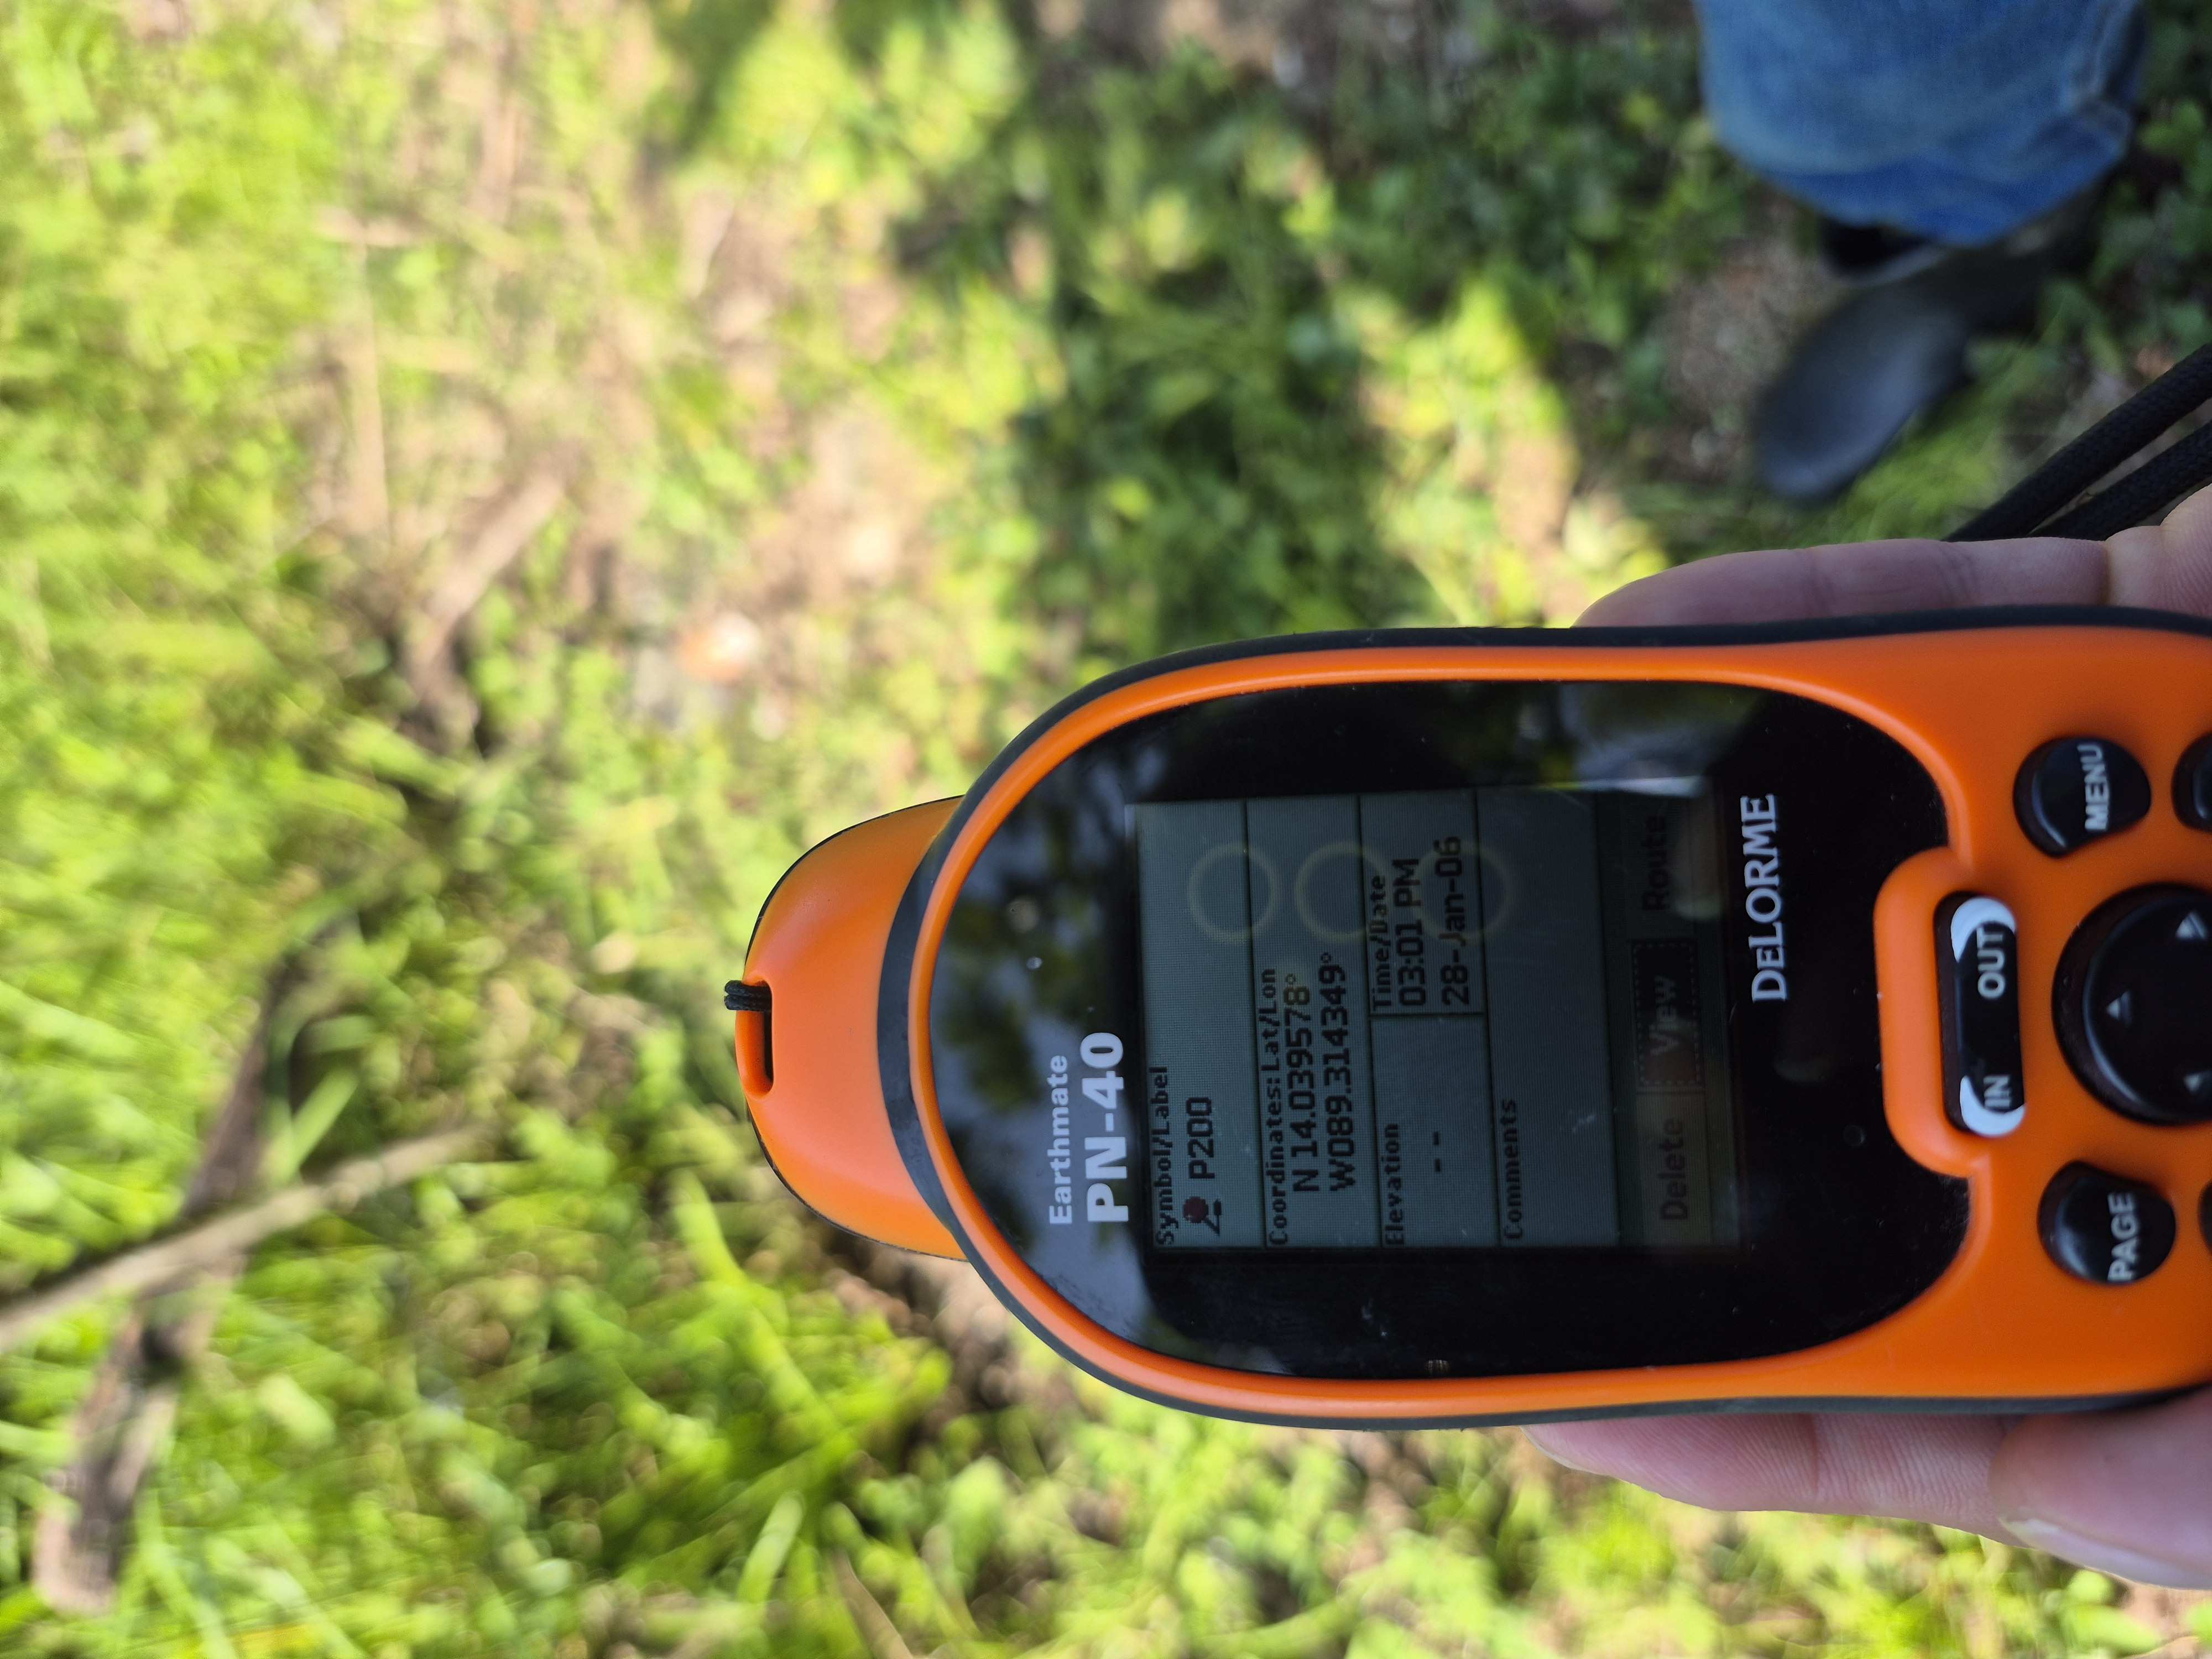 Earthmate
PN-40
Symbol/Label
P200
Coordinates: Lat/Lon
N 14.039578°
W089.314349°
Elevation
--
Time/Date
03:01 PM
28-Jan-06
Comments
Delete
View
Route
DELORME
PAGE
IN
OUT
MENU